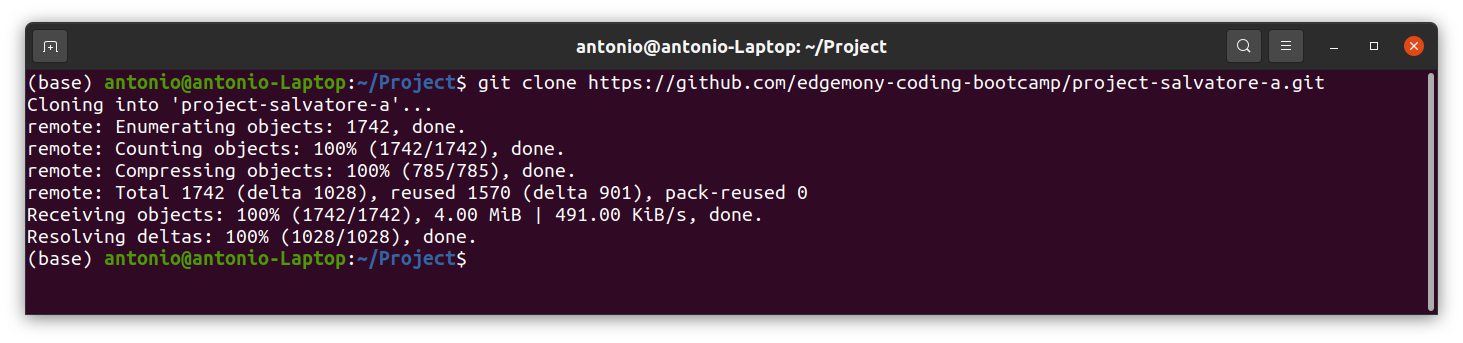 antonio@antonio-Laptop: ~/Project
(base) antonio@antonio-Laptop:~/Project$ git clone https://github.com/edgemony-coding-bootcamp/project-salvatore-a.git
Cloning into 'project-salvatore-a'...
remote: Enumerating objects: 1742, done.
remote: Counting objects: 100% (1742/1742), done.
remote: Compressing objects: 100% (785/785), done.
remote: Total 1742 (delta 1028), reused 1570 (delta 901), pack-reused 0
Receiving objects: 100% (1742/1742), 4.00 MiB | 491.00 KiB/s, done.
Resolving deltas: 100% (1028/1028), done.
(base) antonio@antonio-Laptop:~/Project$